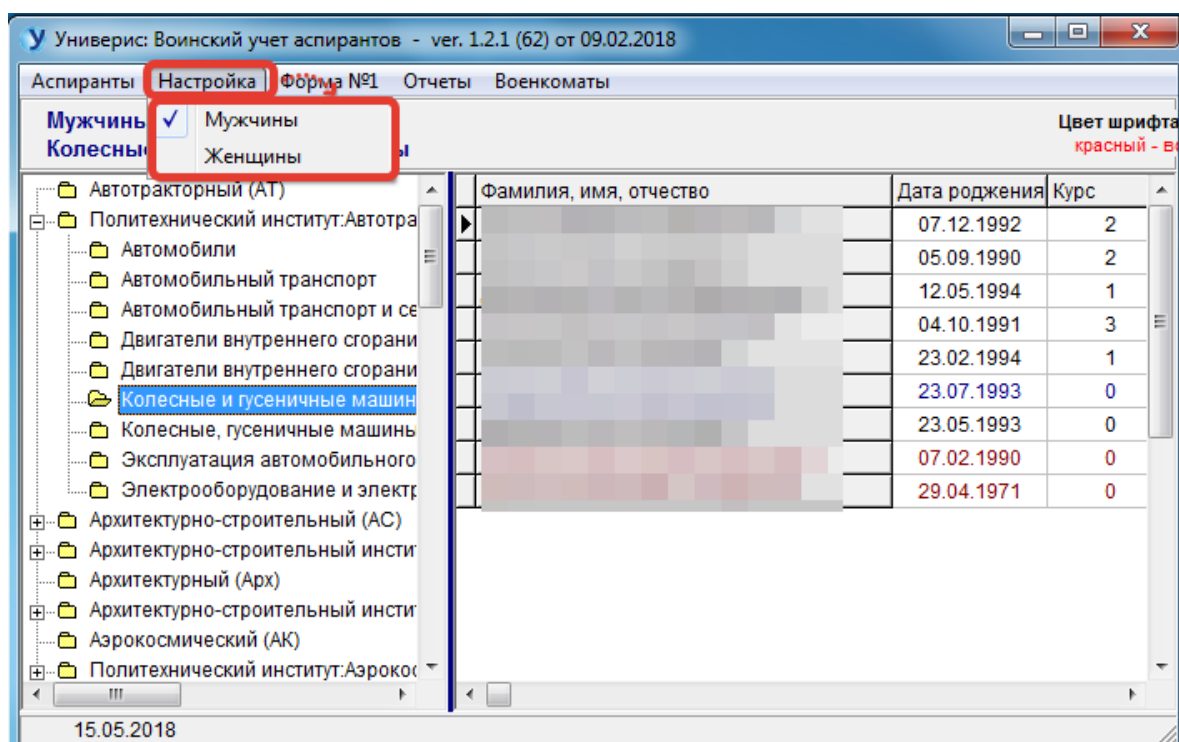 У Универис: Воинский учет аспирантов - ver. 1.2.1 (62) от 09.02.2018
Аспиранты Настройка Форма №1 Отчеты Военкоматы
Мужчины
✓ Мужчины
Женщины
Колесные ы
Цвет шрифта
красный - в
Автотракторный (АТ)
Политехнический институт:Автотра
Автомобили
Автомобильный транспорт
Автомобильный транспорт и се
Двигатели внутреннего сгорани
Двигатели внутреннего сгорани
Колесные и гусеничные машин
Колесные, гусеничные машины
Эксплуатация автомобильного
Электрооборудование и электр
Архитектурно-строительный (АС)
Архитектурно-строительный инсти
Архитектурный (Арх)
Архитектурно-строительный инсти
Аэрокосмический (АК)
Политехнический институт:Аэрокос
Фамилия, имя, отчество Дата роджения Курс
07.12.1992 2
05.09.1990 2
12.05.1994 1
04.10.1991 3
23.02.1994 1
23.07.1993 0
23.05.1993 0
07.02.1990 0
29.04.1971 0
15.05.2018